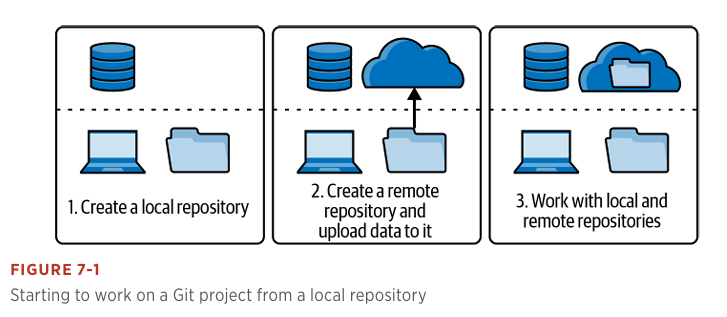 1. Create a local repository
2. Create a remote
repository and
upload data to it
3. Work with local and
remote repositories
FIGURE 7-1
Starting to work on a Git project from a local repository